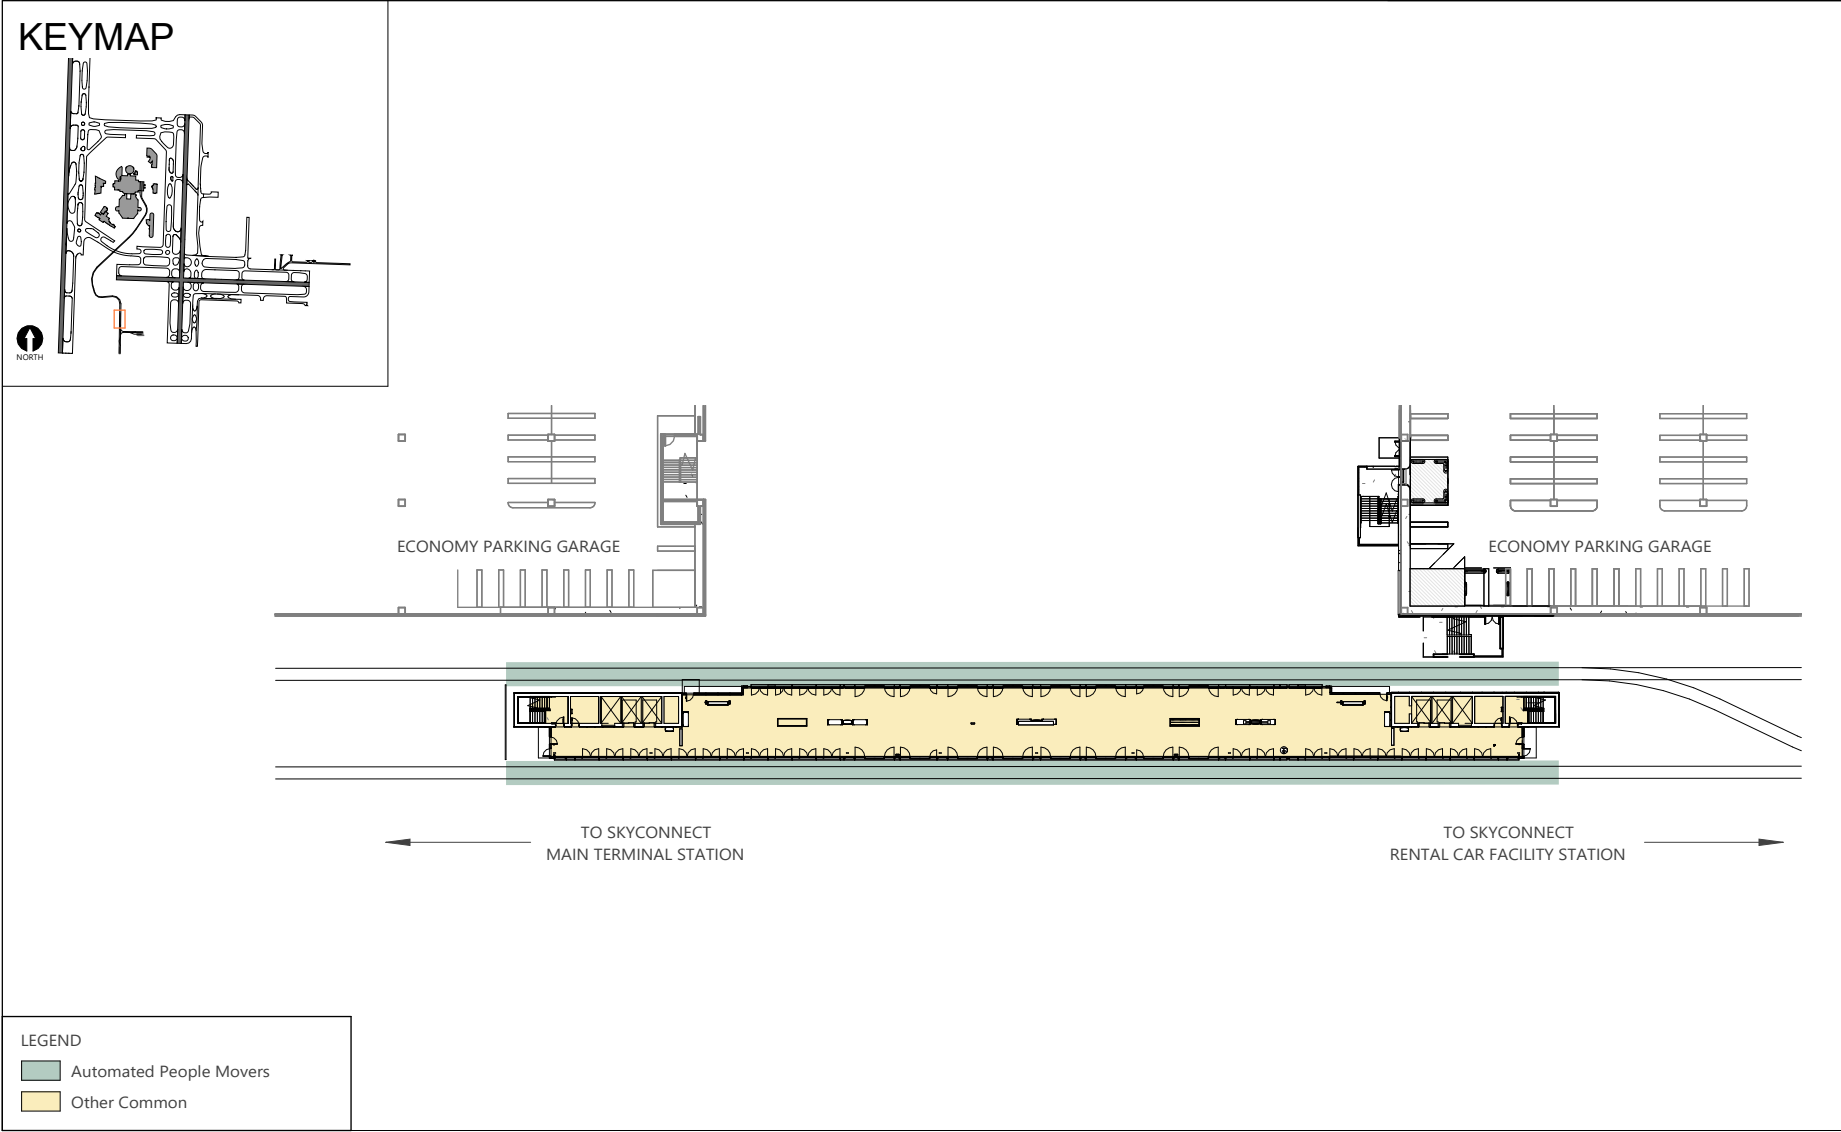 KEYMAP
NORTH
ECONOMY PARKING GARAGE
ECONOMY PARKING GARAGE
TO SKYCONNECT
MAIN TERMINAL STATION
TO SKYCONNECT
RENTAL CAR FACILITY STATION
LEGEND
Automated People Movers
Other Common